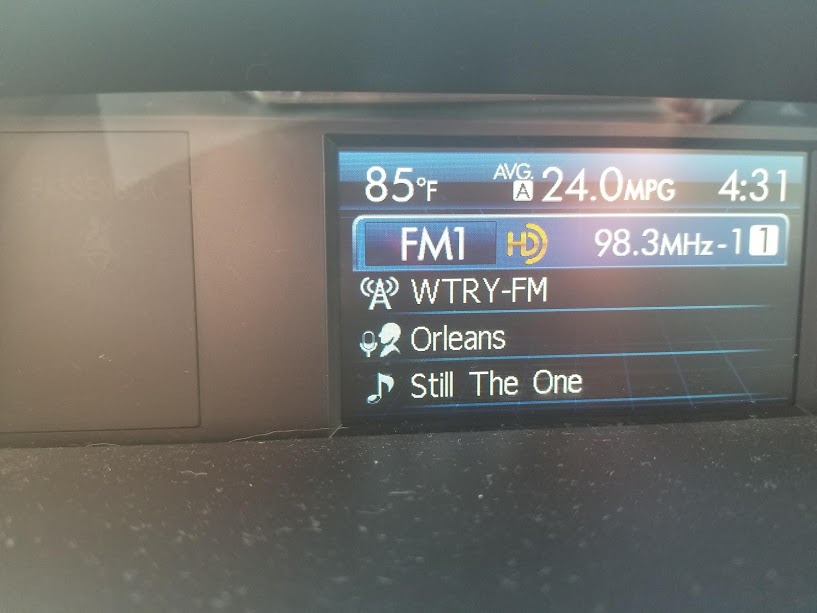 85°F AVG. A 24.0MPG 4:31
FM1 HD 98.3MHz-1 1
WTRY-FM
Orleans
Still The One